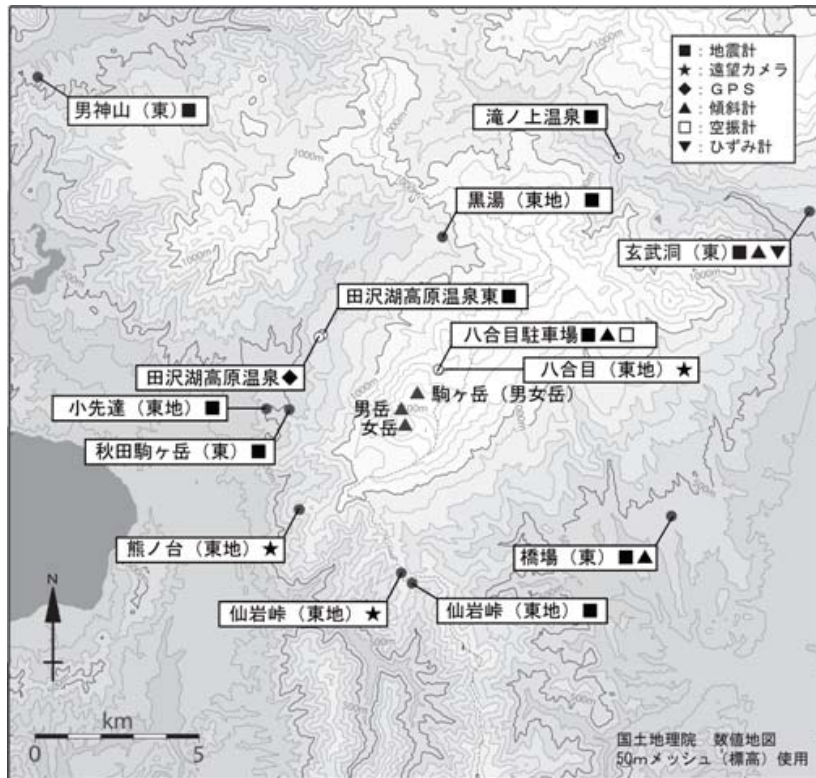 ■：地震計
★：遠望カメラ
◆：ＧＰＳ
▲：傾斜計
□：空振計
▼：ひずみ計
男神山（東）■
滝ノ上温泉■
黒湯（東地）■
玄武洞（東）■▲▼
田沢湖高原温泉東■
八合目駐車場■▲□
八合目（東地）★
田沢湖高原温泉◆
駒ヶ岳（男女岳）
小先達（東地）■
男岳
女岳
秋田駒ヶ岳（東）■
熊ノ台（東地）★
橋場（東）■▲
仙岩峠（東地）★
仙岩峠（東地）■
N
km
0 5
国土地理院　数値地図
50mメッシュ（標高）使用
1000m
1000m
1000m
1000m
500m